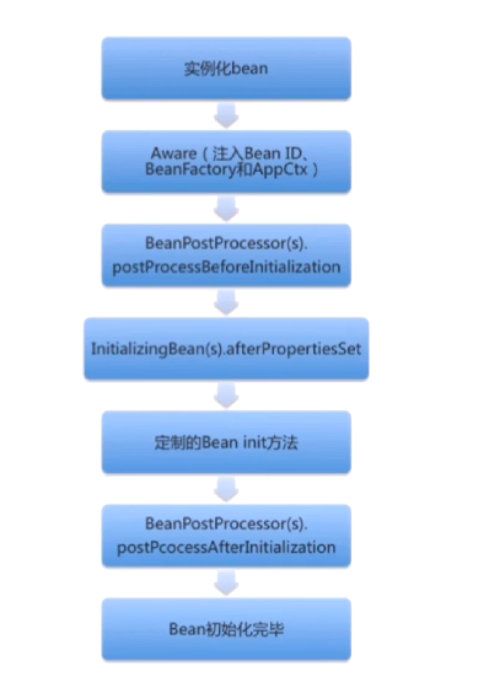 实例化bean
Aware（注入Bean ID、
BeanFactory和AppCtx）
BeanPostProcessor(s).
postProcessBeforeInitialization
InitializingBean(s).afterPropertiesSet
定制的Bean init方法
BeanPostProcessor(s).
postPcocessAfterInitialization
Bean初始化完毕